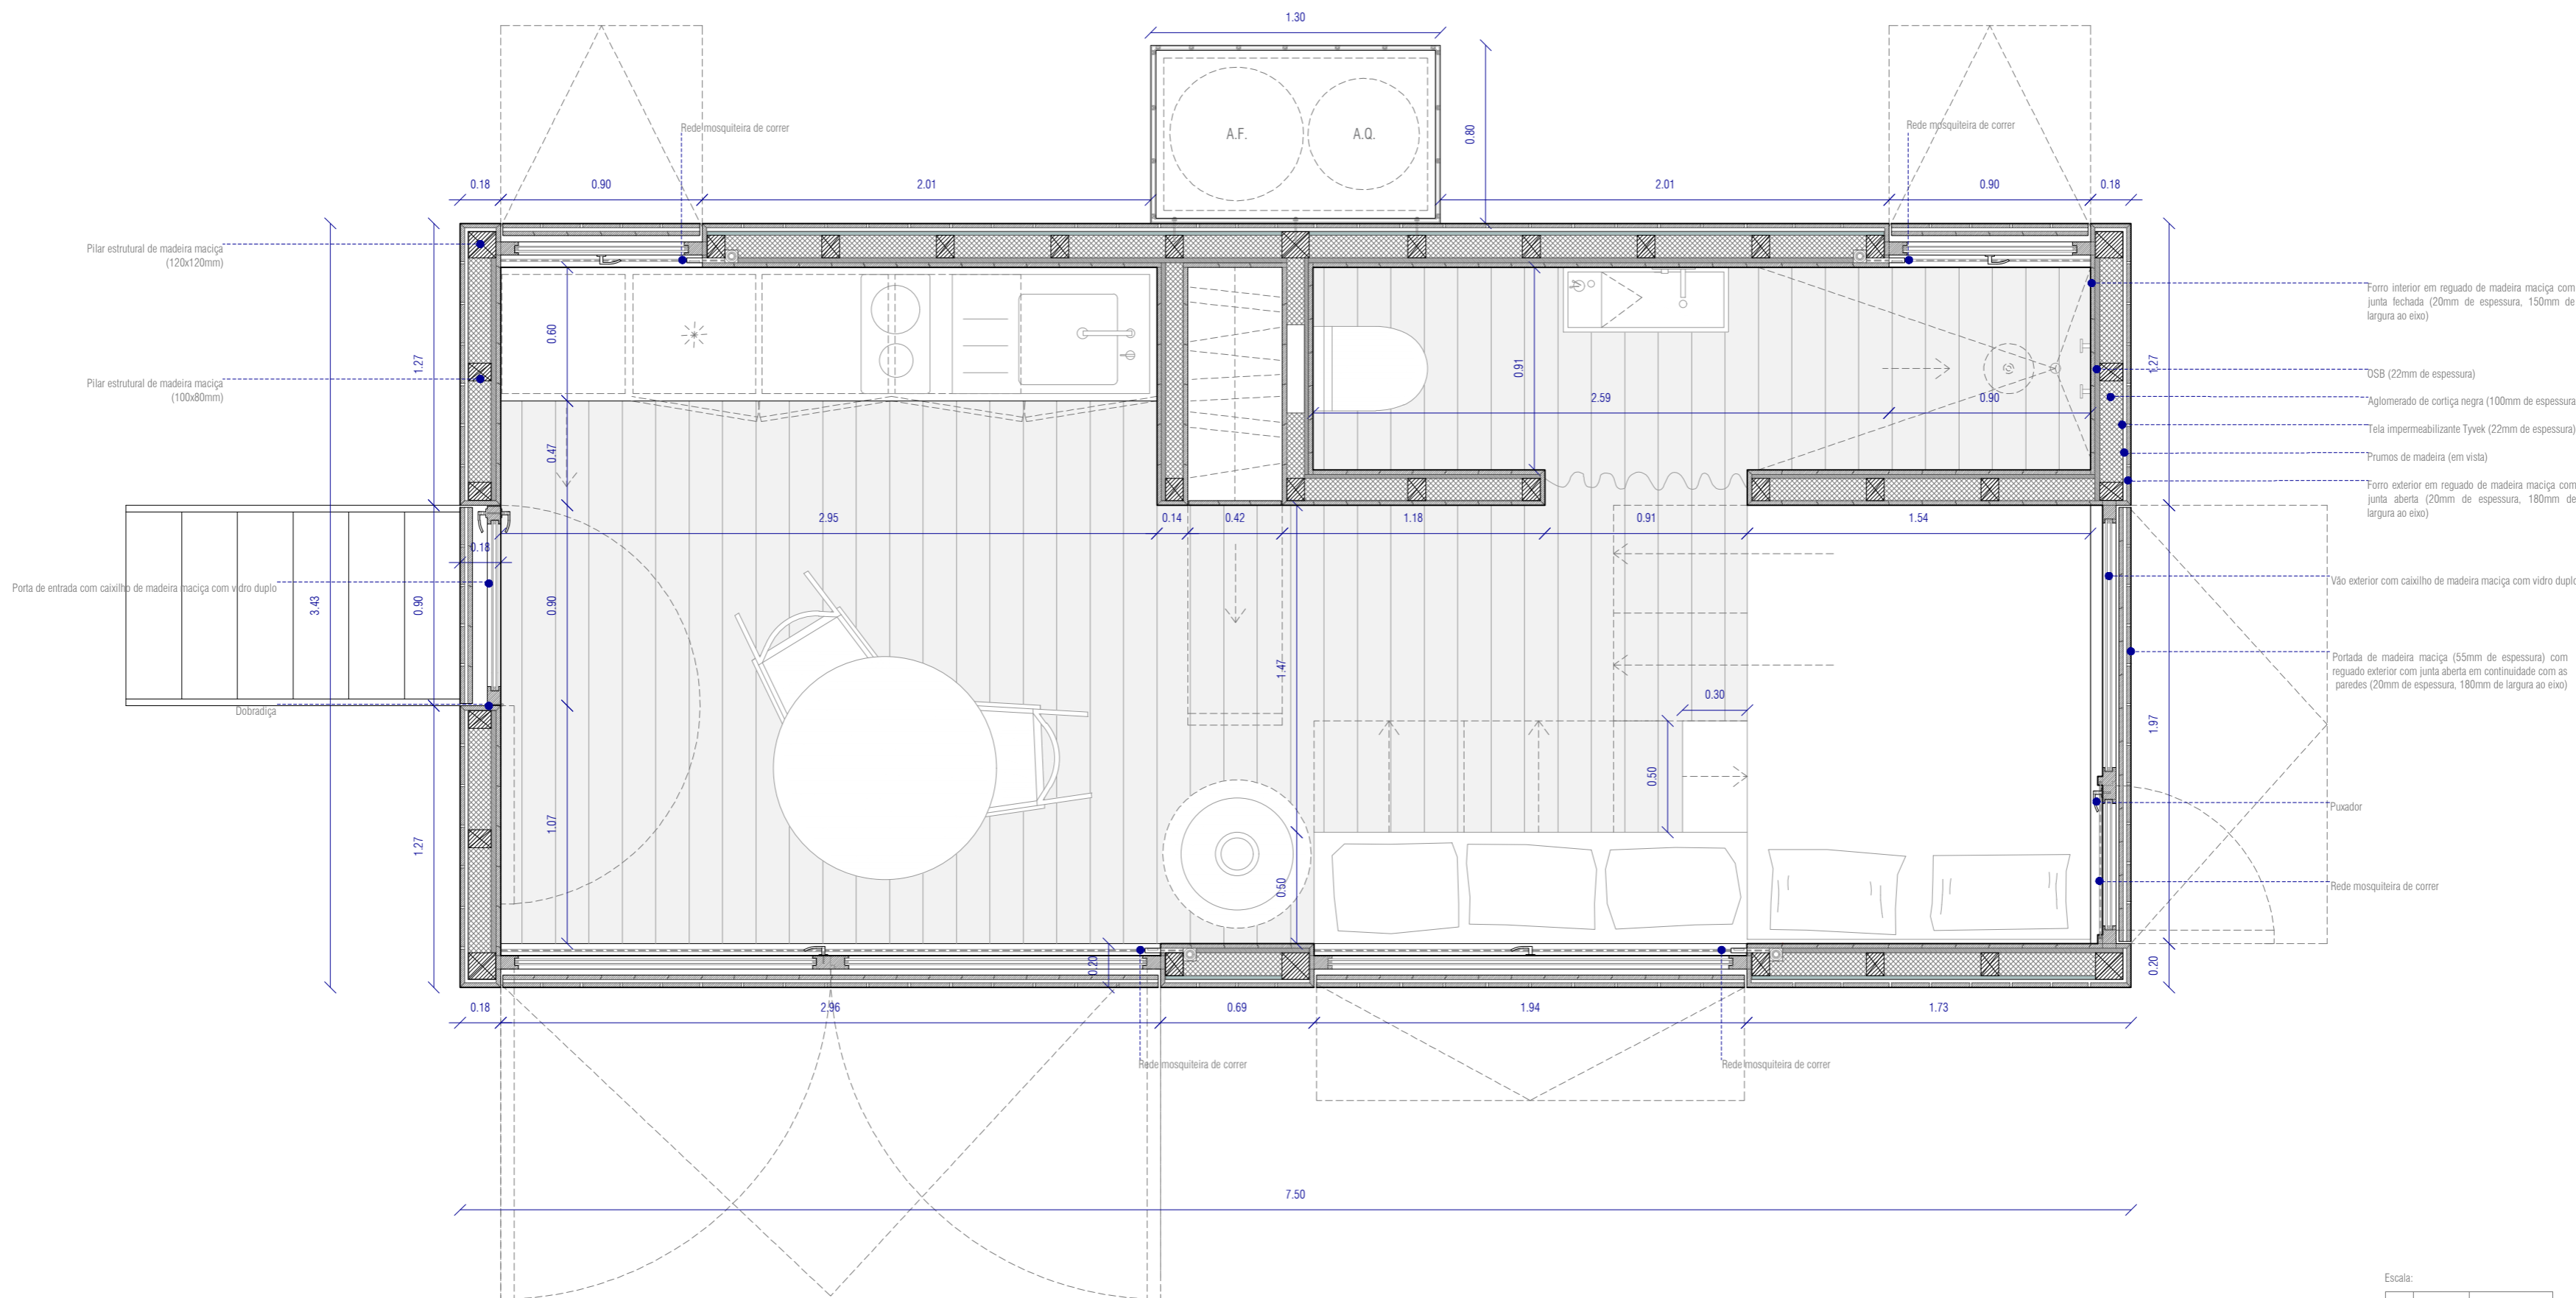 1.30
A.F.
A.Q.
0.80
Rede mosquiteira de correr
Rede mosquiteira de correr
0.18
0.90
2.01
2.01
0.90
0.18
Pilar estrutural de madeira maciça
(120x120mm)
Pilar estrutural de madeira maciça
(100x80mm)
Porta de entrada com caixilho de madeira maciça com vidro duplo
Dobradiça
3.43
1.27
0.90
1.27
0.18
0.60
0.47
0.90
1.07
2.95
0.14
0.42
1.18
0.91
1.54
0.91
2.59
0.90
1.47
0.50
0.30
0.50
0.20
1.27
1.97
0.20
Forro interior em reguado de madeira maciça com
junta fechada (20mm de espessura, 150mm de
largura ao eixo)
OSB (22mm de espessura)
Aglomerado de cortiça negra (100mm de espessura
Tela impermeabilizante Tyvek (22mm de espessura)
Prumos de madeira (em vista)
Forro exterior em reguado de madeira maciça com
junta aberta (20mm de espessura, 180mm de
largura ao eixo)
Vão exterior com caixilho de madeira maciça com vidro duplo
Portada de madeira maciça (55mm de espessura) com
reguado exterior com junta aberta em continuidade com as
paredes (20mm de espessura, 180mm de largura ao eixo)
Puxador
Rede mosquiteira de correr
0.18
2.96
0.69
1.94
1.73
Rede mosquiteira de correr
Rede mosquiteira de correr
7.50
Escala: